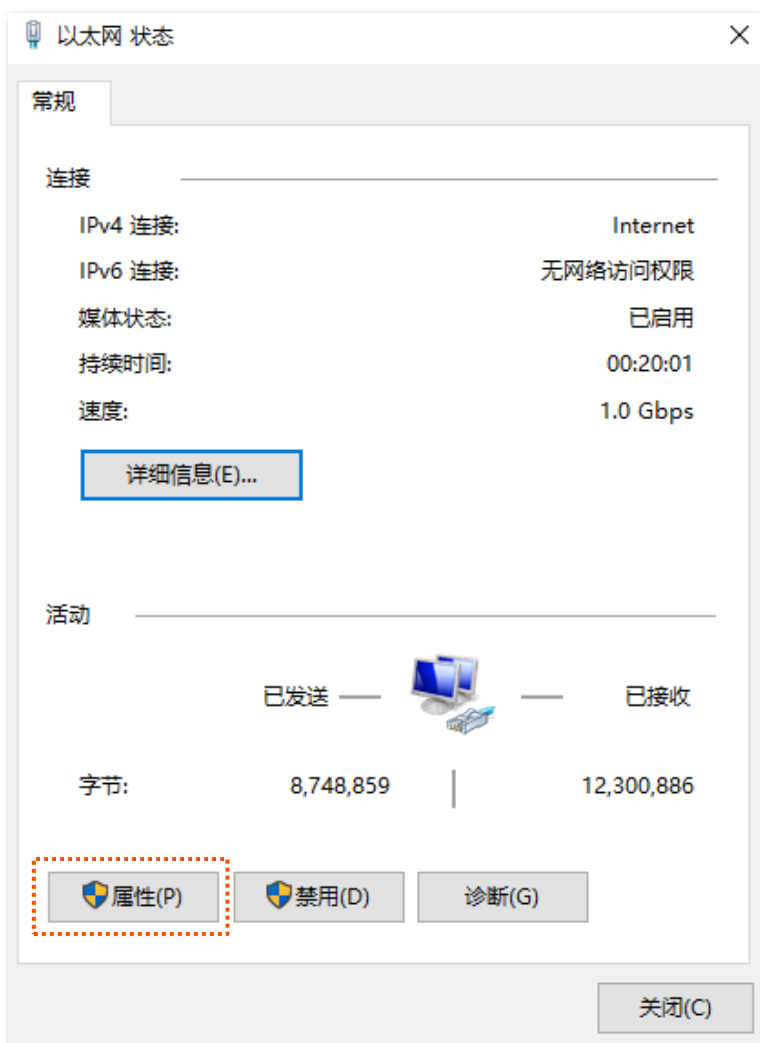 以太网 状态
常规
连接
IPv4 连接: Internet
IPv6 连接: 无网络访问权限
媒体状态: 已启用
持续时间: 00:20:01
速度: 1.0 Gbps
详细信息(E)...
活动
已发送 已接收
字节: 8,748,859 12,300,886
属性(P) 禁用(D) 诊断(G)
关闭(C)